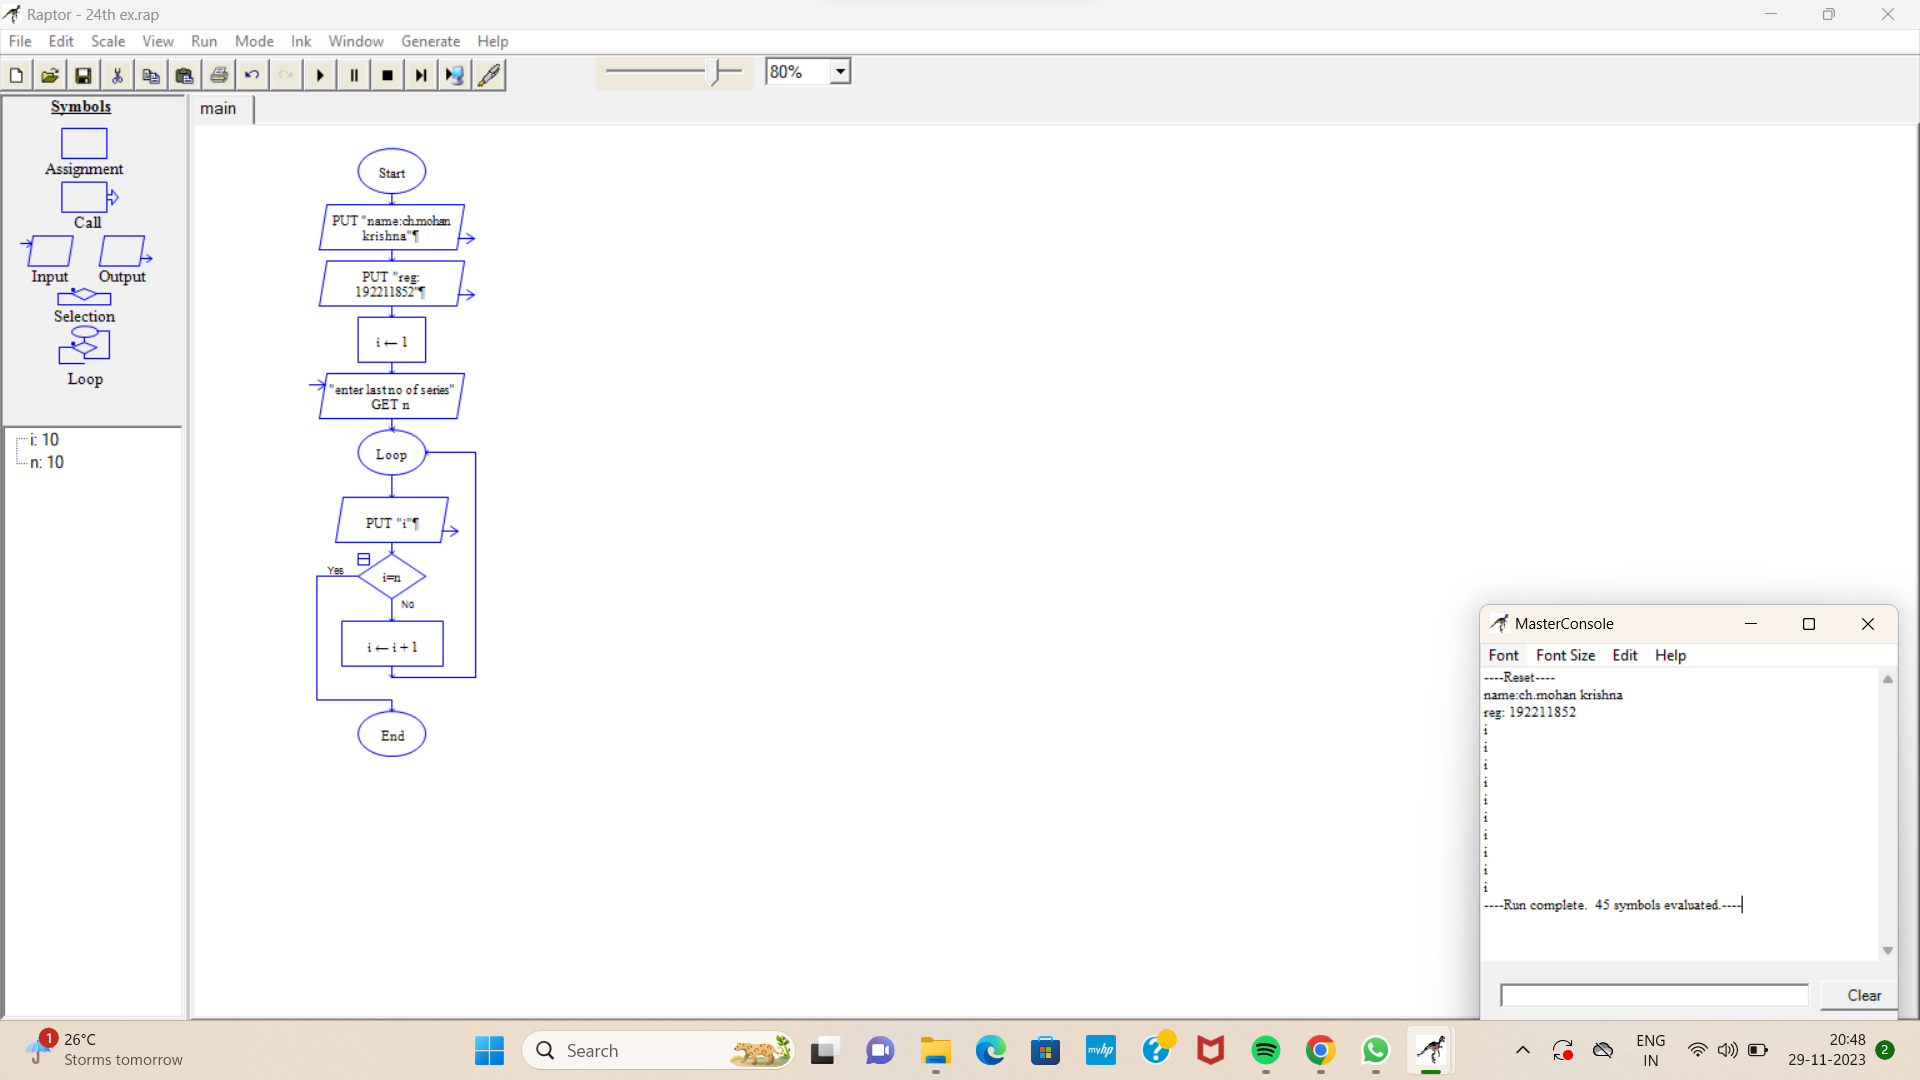 Raptor - 24th ex.rap
File Edit Scale View Run Mode Ink Window Generate Help
80%
Symbols
Assignment
Call
Input Output
Selection
Loop
i: 10
n: 10
main
Start
PUT "name:ch.mohan
krishna"¶
PUT "reg:
192211852"¶
i ← 1
"enter last no of series"
GET n
Loop
PUT "i"¶
Yes
i=n
No
i ← i + 1
End
MasterConsole
Font Font Size Edit Help
----Reset----
name:ch.mohan krishna
reg: 192211852
i
i
i
i
i
i
i
i
i
i
----Run complete.  45 symbols evaluated.----
Clear
1
26°C
Storms tomorrow
Search
myhp
ENG
IN
20:48
29-11-2023
2